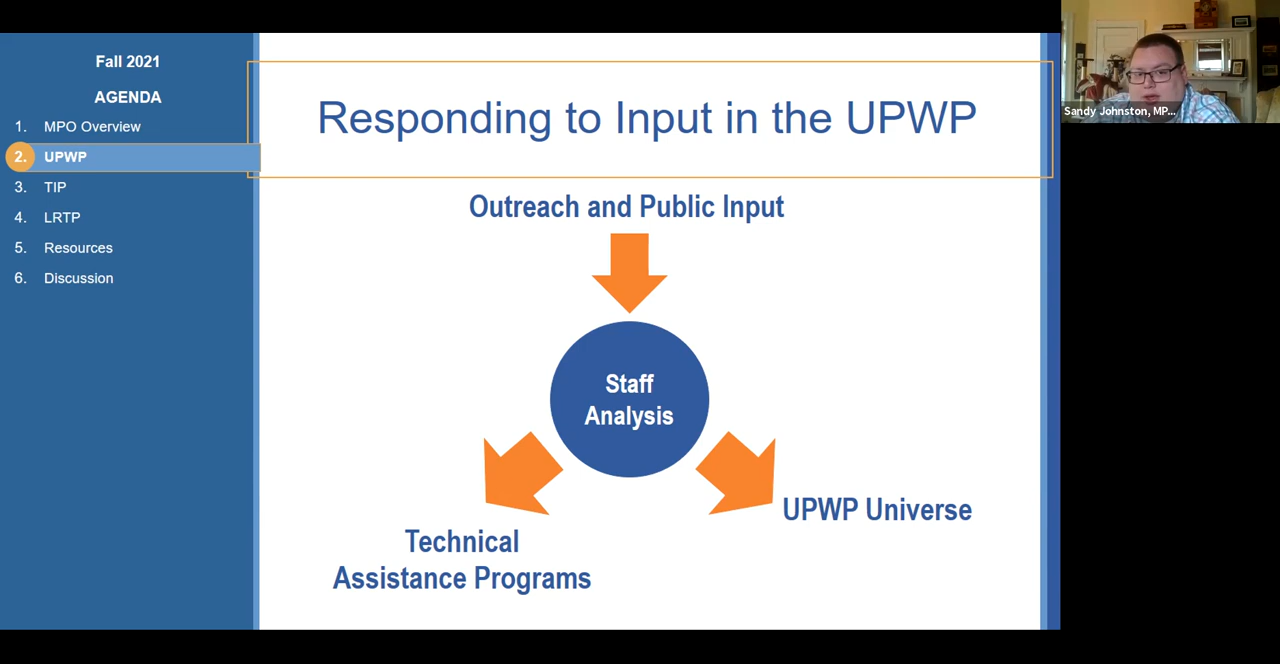 Fall 2021
AGENDA
1. MPO Overview
2. UPWP
3. TIP
4. LRTP
5. Resources
6. Discussion
Responding to Input in the UPWP
Outreach and Public Input
Staff
Analysis
Technical
Assistance Programs
UPWP Universe
Sandy Johnston, MP...